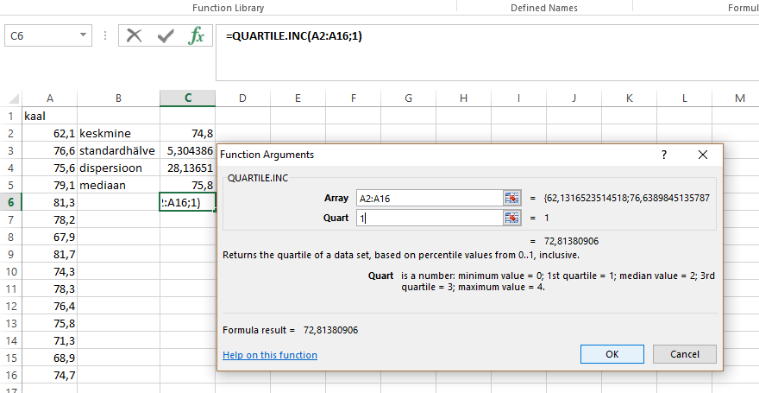 Function Library Defined Names Formul
C6 fx =QUARTILE.INC(A2:A16;1)
A B C D E F G H I J K L M
1 kaal
2 62,1 keskmine 74,8
3 76,6 standardhälve 5,304386
4 75,6 dispersioon 28,13651
5 79,1 mediaan 75,8
6 81,3 !:A16;1)
7 78,2
8 67,9
9 81,7
10 74,3
11 78,3
12 76,4
13 75,8
14 71,3
15 68,9
16 74,7
17
Function Arguments ? X
QUARTILE.INC
Array A2:A16 = {62,1316523514518;76,6389845135787
Quart 1 = 1
= 72,81380906
Returns the quartile of a data set, based on percentile values from 0..1, inclusive.
Quart is a number: minimum value = 0; 1st quartile = 1; median value = 2; 3rd
quartile = 3; maximum value = 4.
Formula result = 72,81380906
Help on this function OK Cancel